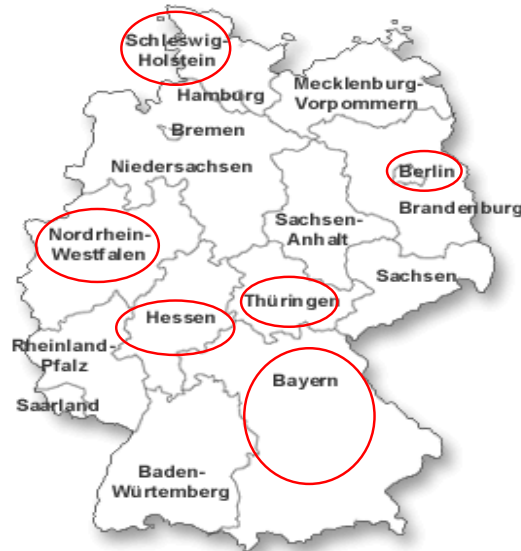 Schleswig-
Holstein
Hamburg
Mecklenburg-
Vorpommern
Bremen
Niedersachsen
Berlin
Brandenburg
Nordrhein-
Westfalen
Sachsen-
Anhalt
Sachsen
Thüringen
Hessen
Rheinland-
Pfalz
Bayern
Saarland
Baden-
Würtemberg